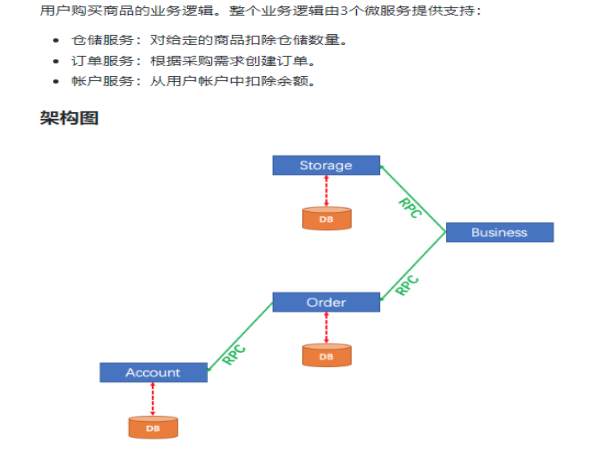 用户购买商品的业务逻辑。整个业务逻辑由3个微服务提供支持：
仓储服务：对给定的商品扣除仓储数量。
订单服务：根据采购需求创建订单。
帐户服务：从用户帐户中扣除余额。
架构图
Storage
RPC
DB
Business
RPC
Order
RPC
DB
Account
DB